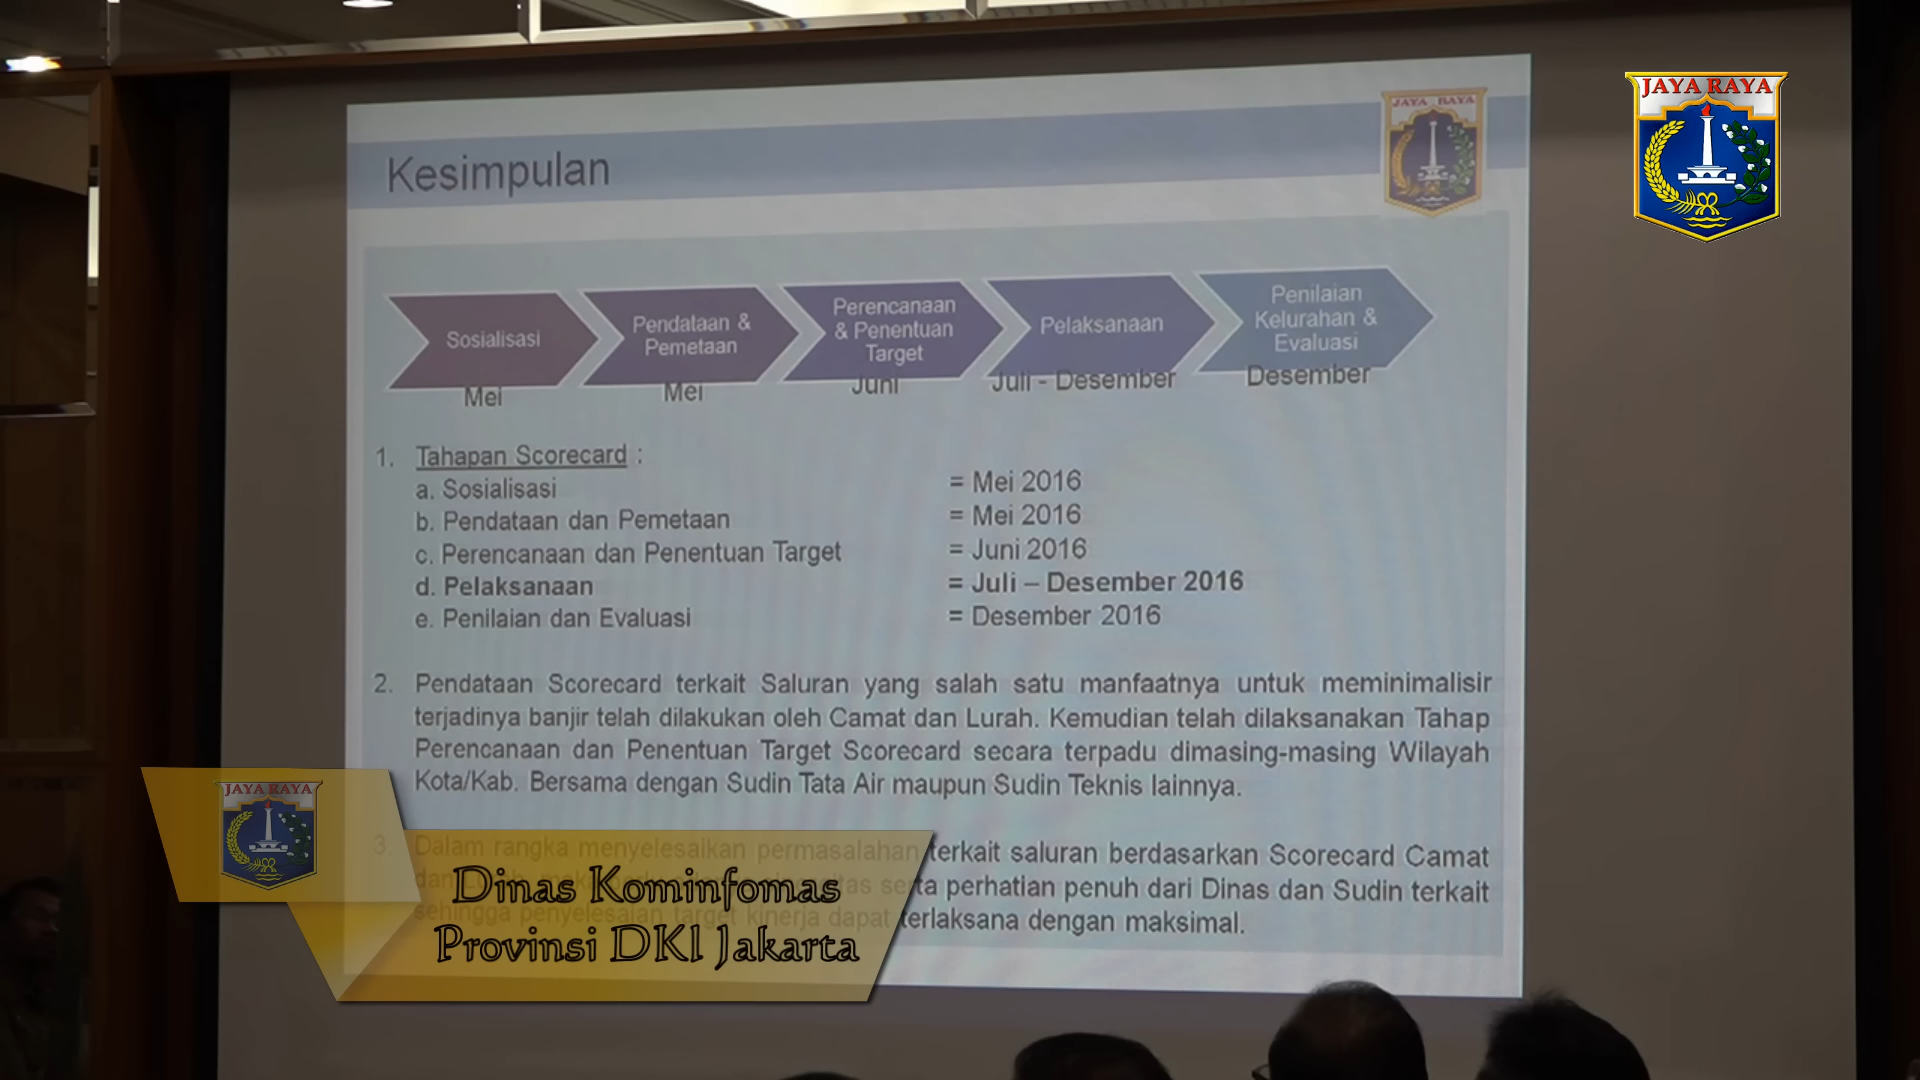 JAYA RAYA
JAYA RAYA
Kesimpulan
Sosialisasi
Pendataan &
Pemetaan
Perencanaan
& Penentuan
Target
Pelaksanaan
Penilaian
Kelurahan &
Evaluasi
Mei
Mei
Juni
Juli - Desember
Desember
1. Tahapan Scorecard :
a. Sosialisasi = Mei 2016
b. Pendataan dan Pemetaan = Mei 2016
c. Perencanaan dan Penentuan Target = Juni 2016
d. Pelaksanaan = Juli – Desember 2016
e. Penilaian dan Evaluasi = Desember 2016
2. Pendataan Scorecard terkait Saluran yang salah satu manfaatnya untuk meminimalisir
terjadinya banjir telah dilakukan oleh Camat dan Lurah. Kemudian telah dilaksanakan Tahap
Perencanaan dan Penentuan Target Scorecard secara terpadu dimasing-masing Wilayah
Kota/Kab. Bersama dengan Sudin Tata Air maupun Sudin Teknis lainnya.
3. Dalam rangka menyelesaikan permasalahan terkait saluran berdasarkan Scorecard Camat
dan serta perhatian penuh dari Dinas dan Sudin terkait
sehingga penyelesaian target kinerja dapat terlaksana dengan maksimal.
JAYA RAYA
Dinas Kominfomas
Provinsi DKI Jakarta